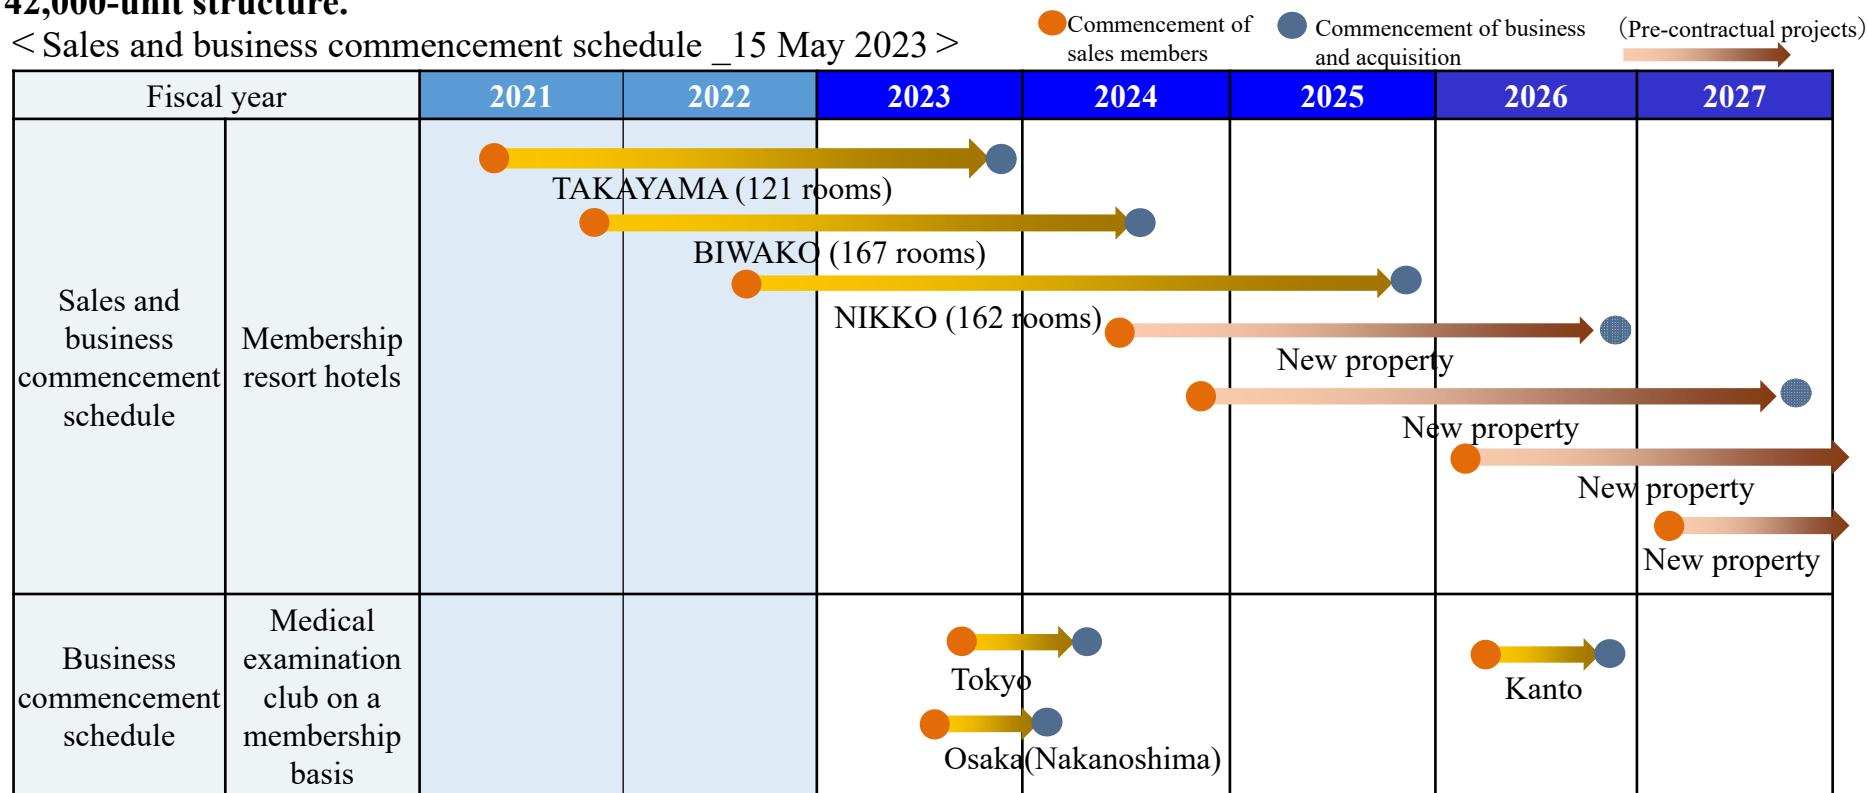 42,000-unit structure.
<Sales and business commencement schedule _15 May 2023>
Commencement of
sales members
Commencement of business
and acquisition
(Pre-contractual projects)
Fiscal year
2021
2022
2023
2024
2025
2026
2027
Sales and
business
commencement
schedule
Membership
resort hotels
TAKAYAMA (121 rooms)
BIWAKO (167 rooms)
NIKKO (162 rooms)
New property
New property
New property
New property
Business
commencement
schedule
Medical
examination
club on a
membership
basis
Tokyo
Osaka(Nakanoshima)
Kanto